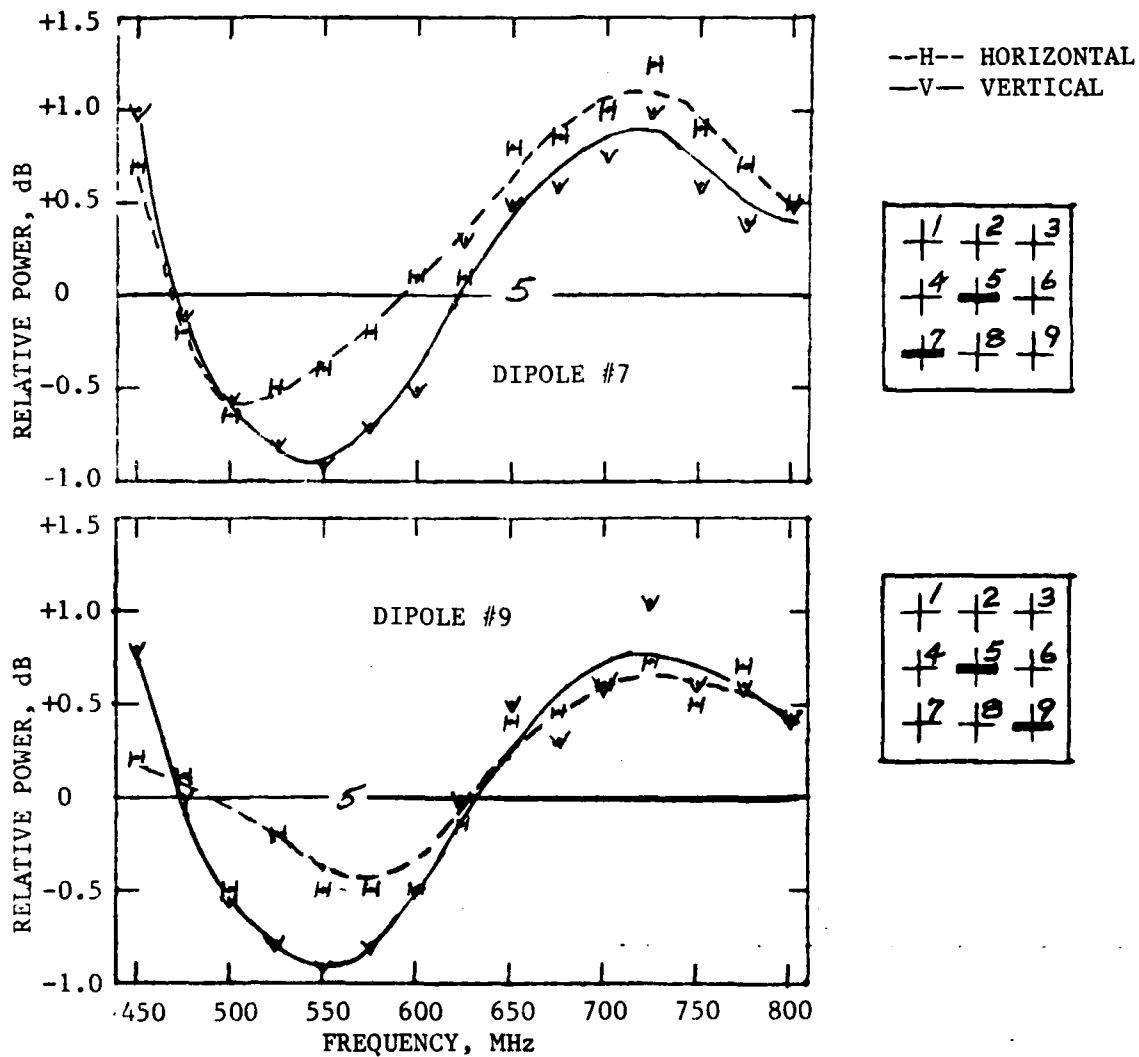 --H-- HORIZONTAL
—V— VERTICAL
RELATIVE POWER, dB
+1.5
+1.0
+0.5
0
-0.5
-1.0
5
DIPOLE #7
1 2 3
4 5 6
7 8 9
RELATIVE POWER, dB
+1.5
+1.0
+0.5
0
-0.5
-1.0
DIPOLE #9
5
1 2 3
4 5 6
7 8 9
450 500 550 600 650 700 750 800
FREQUENCY, MHz